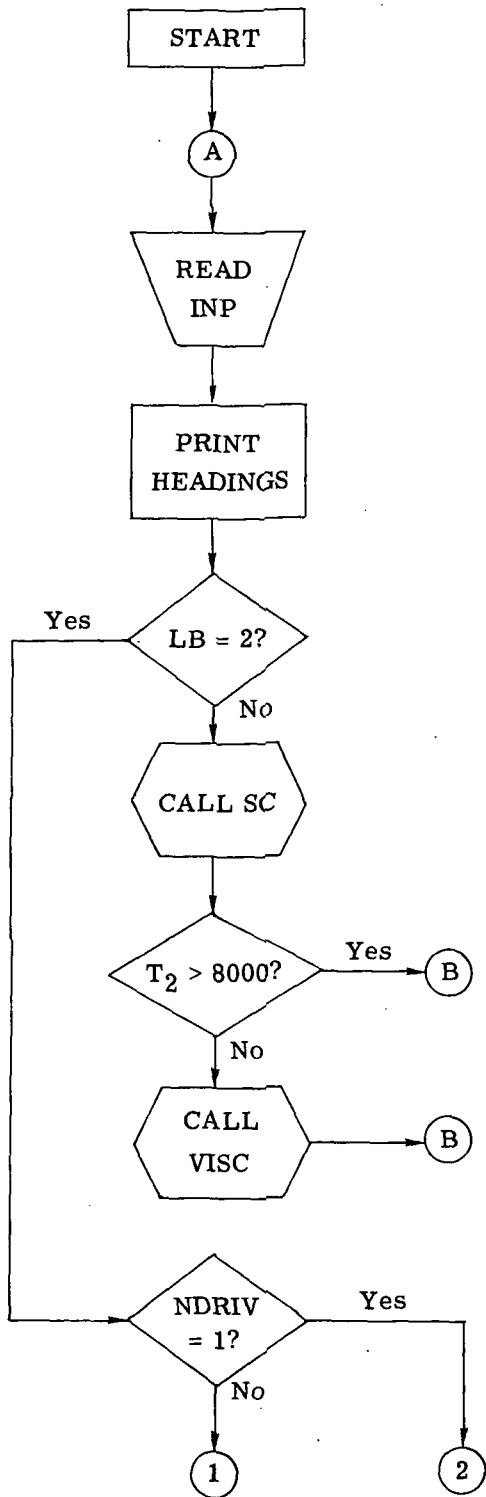 START
A
READ
INP
PRINT
HEADINGS
Yes
LB = 2?
No
CALL SC
T2 > 8000?
Yes
B
No
CALL
VISC
B
NDRIV
= 1?
Yes
No
1
2